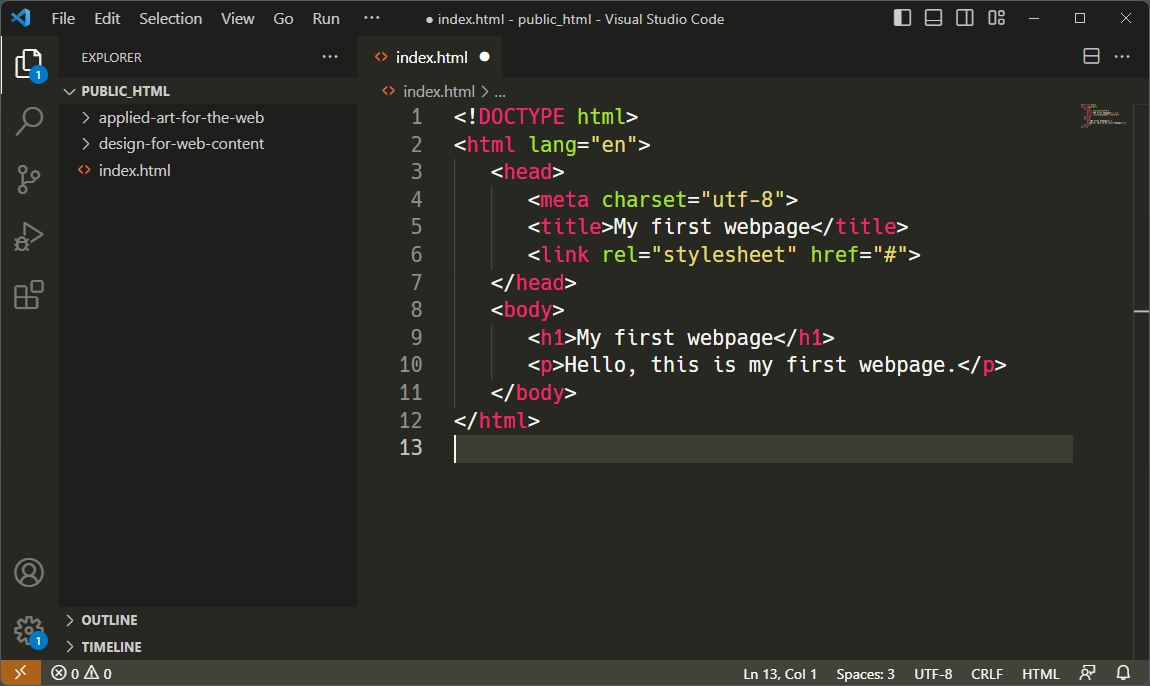 File Edit Selection View Go Run ··· ● index.html - public_html - Visual Studio Code
EXPLORER ···
1
PUBLIC_HTML
applied-art-for-the-web
design-for-web-content
<> index.html
OUTLINE
TIMELINE
1
<> index.html ●
···
<> index.html > ...
1 <!DOCTYPE html>
2 <html lang="en">
3 <head>
4 <meta charset="utf-8">
5 <title>My first webpage</title>
6 <link rel="stylesheet" href="#">
7 </head>
8 <body>
9 <h1>My first webpage</h1>
10 <p>Hello, this is my first webpage.</p>
11 </body>
12 </html>
13
0 0 Ln 13, Col 1 Spaces: 3 UTF-8 CRLF HTML